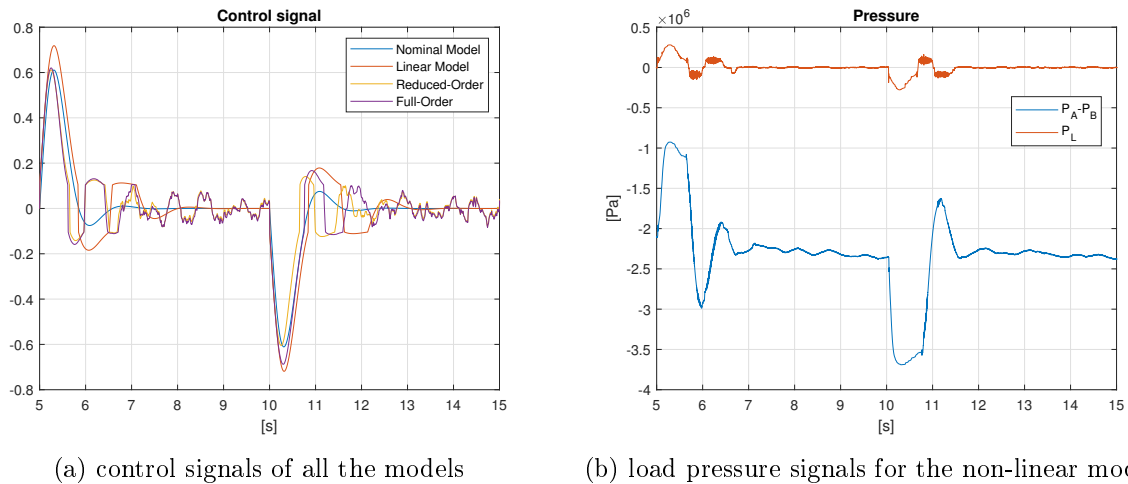 Control signal
0.8
0.6
0.4
0.2
0
-0.2
-0.4
-0.6
-0.8
5 6 7 8 9 10 11 12 13 14 15
[s]
Nominal Model
Linear Model
Reduced-Order
Full-Order
(a) control signals of all the models
Pressure
×10⁶
0.5
0
-0.5
-1
-1.5
-2
-2.5
-3
-3.5
-4
[Pa]
5 6 7 8 9 10 11 12 13 14 15
[s]
P_A-P_B
P_L
(b) load pressure signals for the non-linear mod